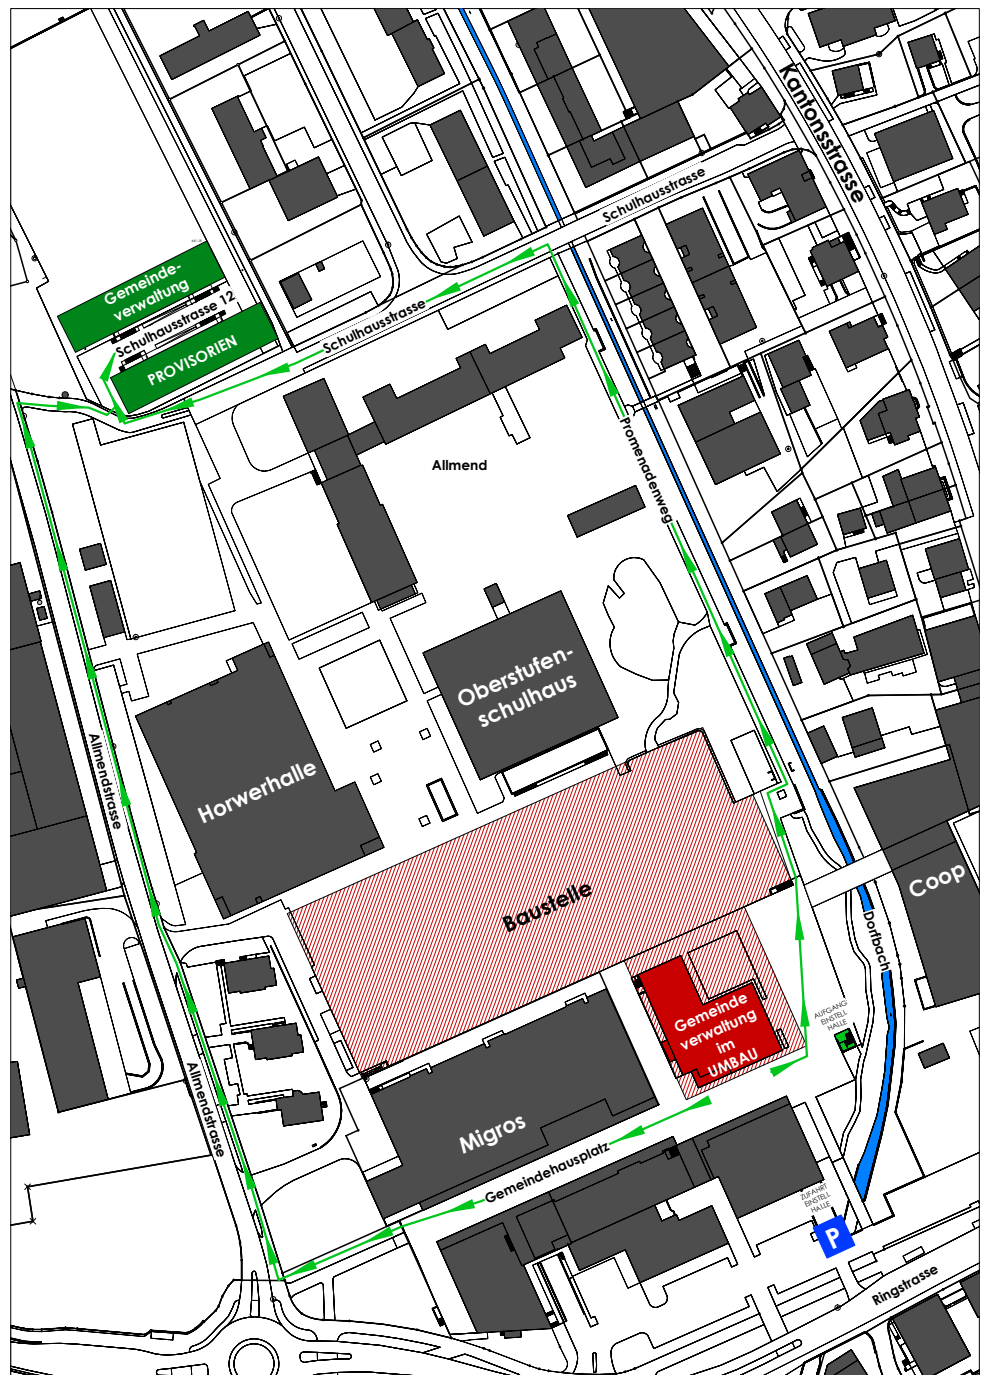 Kantonsstrasse
Schulhausstrasse
Gemeinde-
verwaltung
Schulhausstrasse 12
PROVISORIEN
Schulhausstrasse
Promenadenweg
Allmend
Oberstufen-
schulhaus
Horwerhalle
Allmendstrasse
Baustelle
Coop
Dorfbach
Gemeinde
verwaltung
im
UMBAU
AUFGANG
EINSTELL
HALLE
Allmendstrasse
Migros
Gemeindehausplatz
ZUFAHRT
EINSTELL
HALLE
P
Ringstrasse